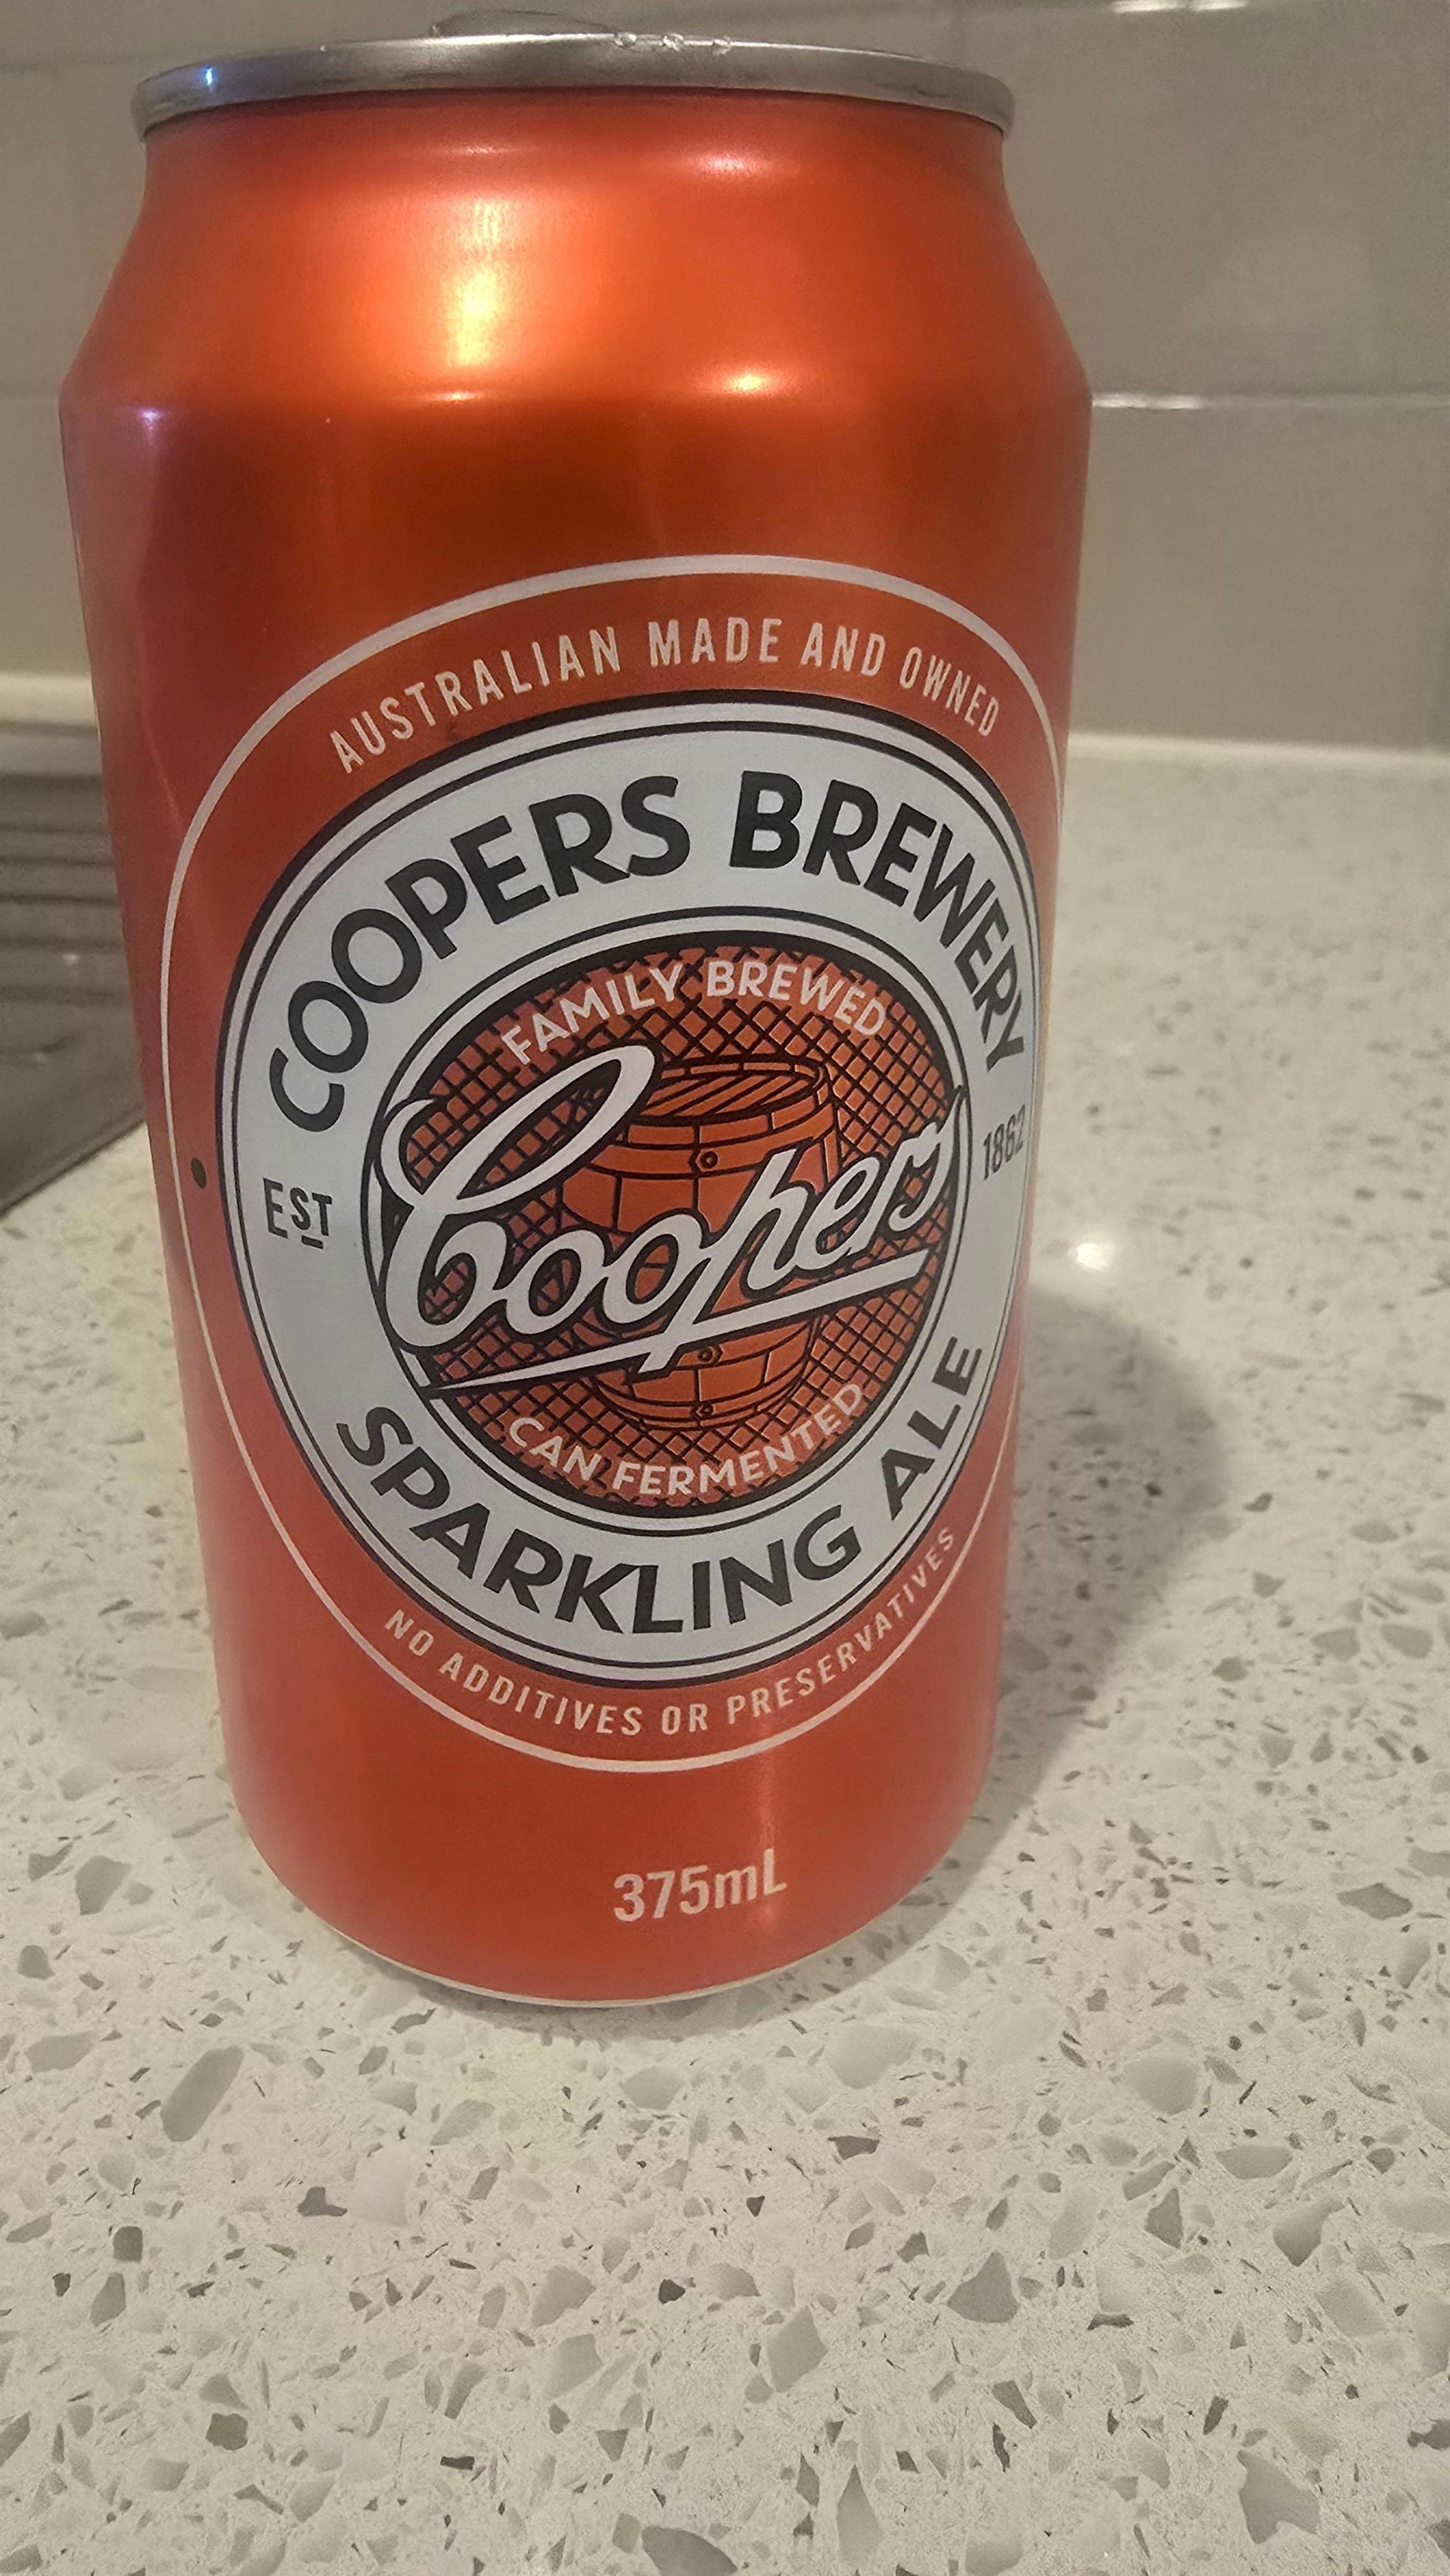 AUSTRALIAN MADE AND OWNED
COOPERS BREWERY
FAMILY BREWED
Coopers
EST 1862
CAN FERMENTED
SPARKLING ALE
NO ADDITIVES OR PRESERVATIVES
375mL